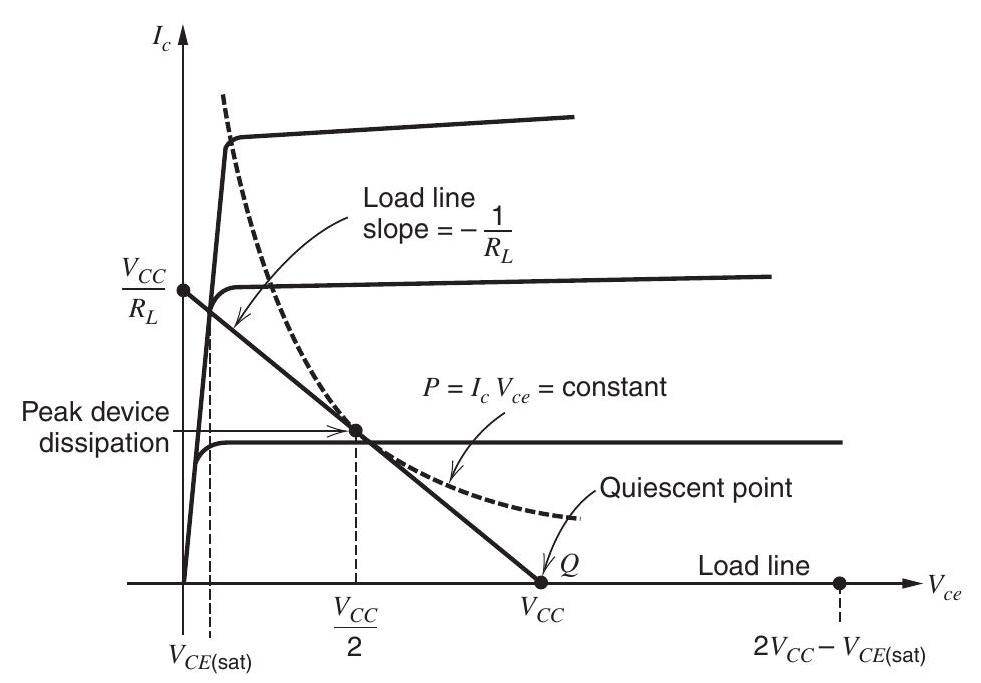 I_c
Load line
slope = − 1/R_L
V_CC/R_L
P = I_c V_ce = constant
Peak device
dissipation
Quiescent point
Q
Load line
V_ce
V_CC/2
V_CC
2V_CC − V_CE(sat)
V_CE(sat)